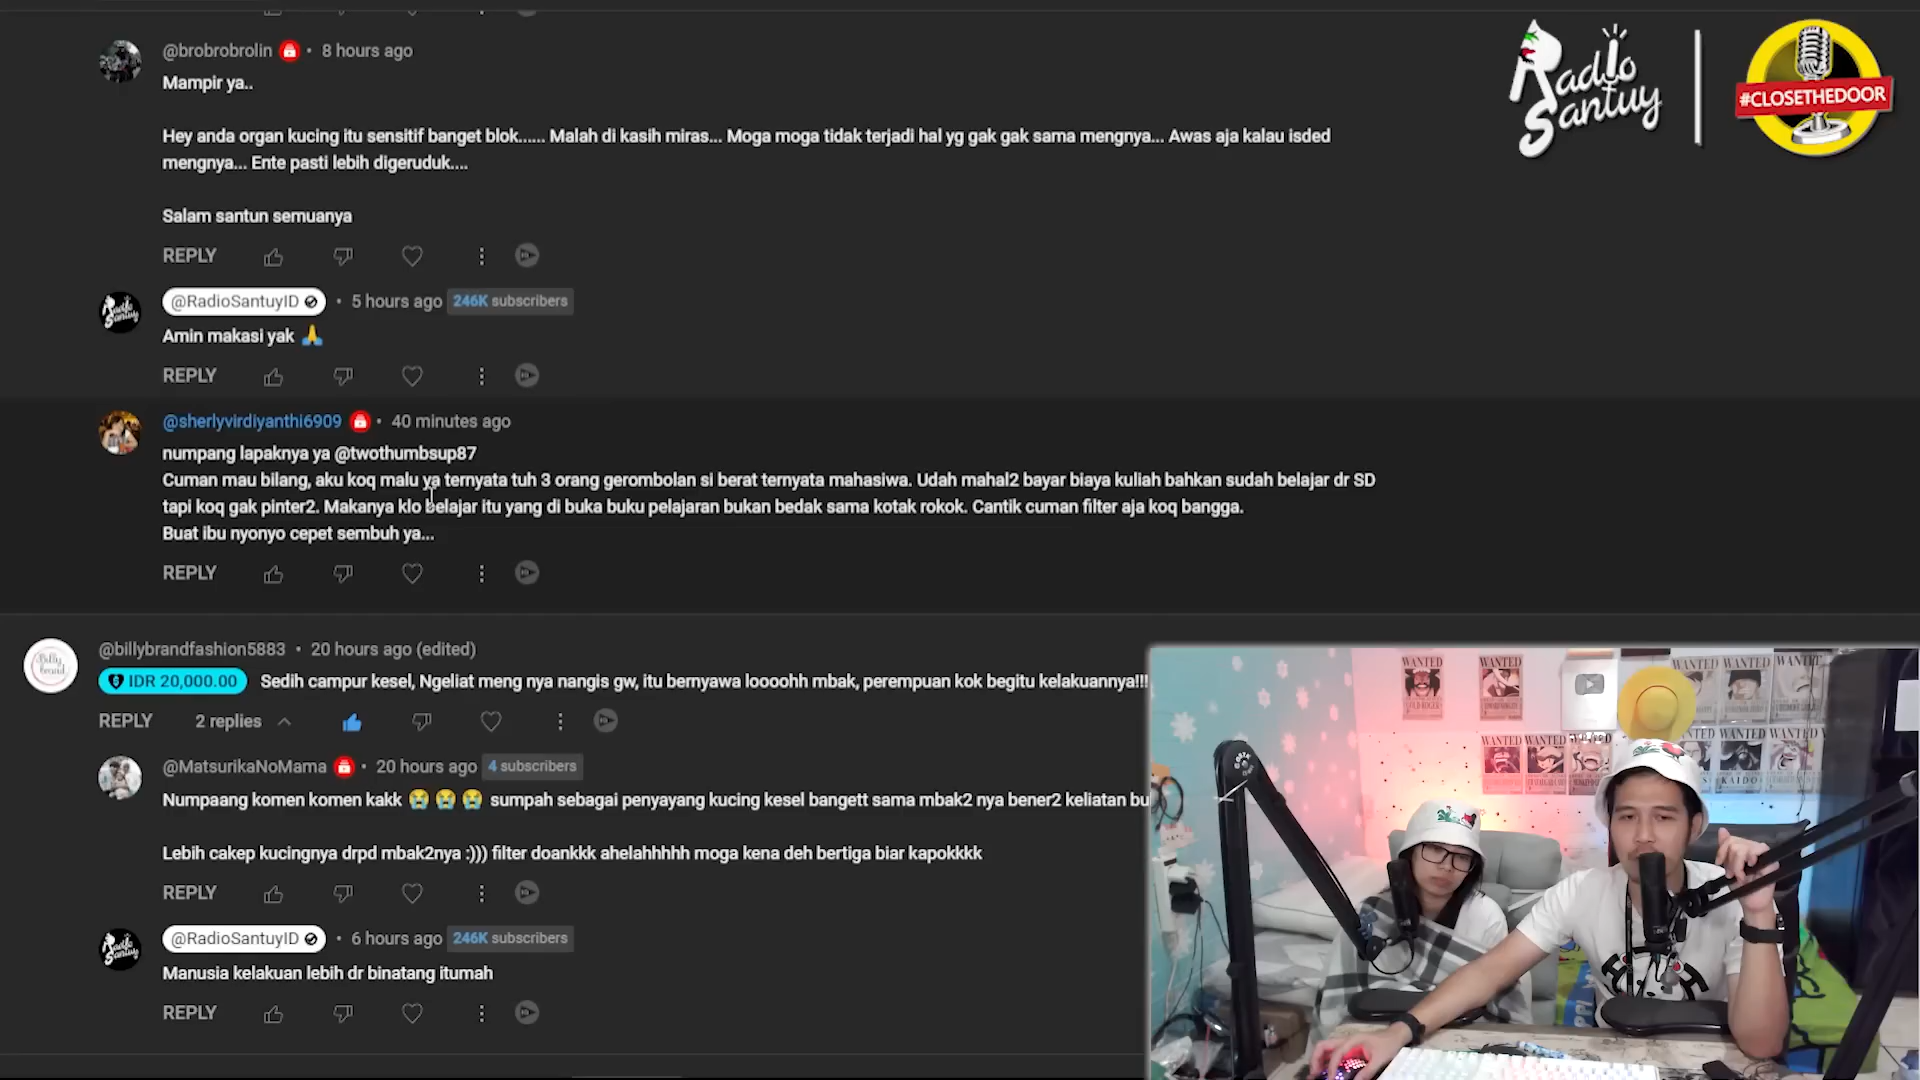 @brobrobrolin • 8 hours ago
Mampir ya..
Hey anda organ kucing itu sensitif banget blok...... Malah di kasih miras... Moga moga tidak terjadi hal yg gak gak sama mengnya... Awas aja kalau isded
mengnya... Ente pasti lebih digeruduk....
Salam santun semuanya
REPLY
@RadioSantuyID • 5 hours ago 246K subscribers
Amin makasi yak 🙏
REPLY
@sherlyvirdiyanthi6909 • 40 minutes ago
numpang lapaknya ya @twothumbsup87
Cuman mau bilang, aku koq malu ya ternyata tuh 3 orang gerombolan si berat ternyata mahasiwa. Udah mahal2 bayar biaya kuliah bahkan sudah belajar dr SD
tapi koq gak pinter2. Makanya klo belajar itu yang di buka buku pelajaran bukan bedak sama kotak rokok. Cantik cuman filter aja koq bangga.
Buat ibu nyonyo cepet sembuh ya...
REPLY
@billybrandfashion5883 • 20 hours ago (edited)
IDR 20,000.00 Sedih campur kesel, Ngeliat meng nya nangis gw, itu bernyawa loooohh mbak, perempuan kok begitu kelakuannya!!!
REPLY 2 replies
@MatsurikaNoMama • 20 hours ago 4 subscribers
Numpaang komen komen kakk 😭 😭 😭 sumpah sebagai penyayang kucing kesel bangett sama mbak2 nya bener2 keliatan bu
Lebih cakep kucingnya drpd mbak2nya :))) filter doankkk ahelahhhhh moga kena deh bertiga biar kapokkkk
REPLY
@RadioSantuyID • 6 hours ago 246K subscribers
Manusia kelakuan lebih dr binatang itumah
REPLY
Radio
Santuy
#CLOSETHEDOOR
WANTED
WANTED
WANTED
WANTED
WANTED
KAIDO